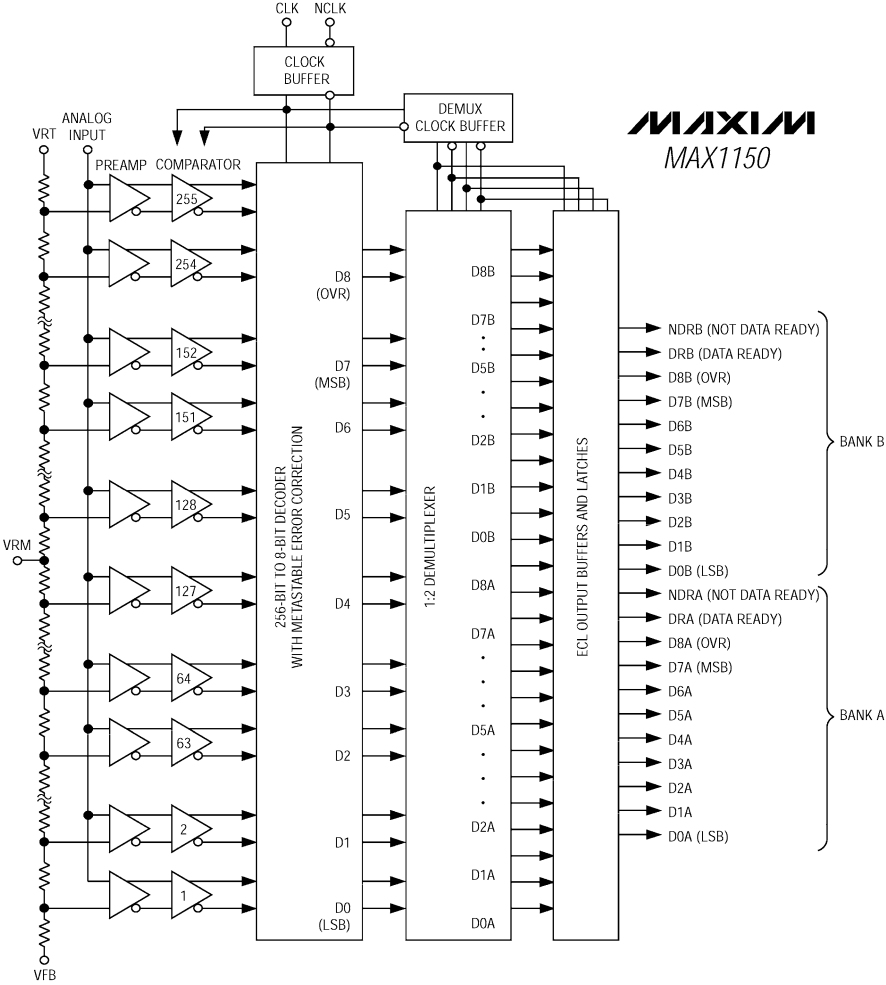 CLK
NCLK
CLOCK
BUFFER
DEMUX
CLOCK BUFFER
MAXIM
MAX1150
VRT
ANALOG
INPUT
PREAMP
COMPARATOR
255
254
152
151
128
127
64
63
2
1
VRM
VFB
256-BIT TO 8-BIT DECODER
WITH METASTABLE ERROR CORRECTION
D8
(OVR)
D7
(MSB)
D6
D5
D4
D3
D2
D1
D0
(LSB)
1:2 DEMULTIPLEXER
D8B
D7B
D5B
D2B
D1B
D0B
D8A
D7A
D5A
D2A
D1A
D0A
ECL OUTPUT BUFFERS AND LATCHES
NDRB (NOT DATA READY)
DRB (DATA READY)
D8B (OVR)
D7B (MSB)
D6B
D5B
D4B
D3B
D2B
D1B
D0B (LSB)
BANK B
NDRA (NOT DATA READY)
DRA (DATA READY)
D8A (OVR)
D7A (MSB)
D6A
D5A
D4A
D3A
D2A
D1A
D0A (LSB)
BANK A